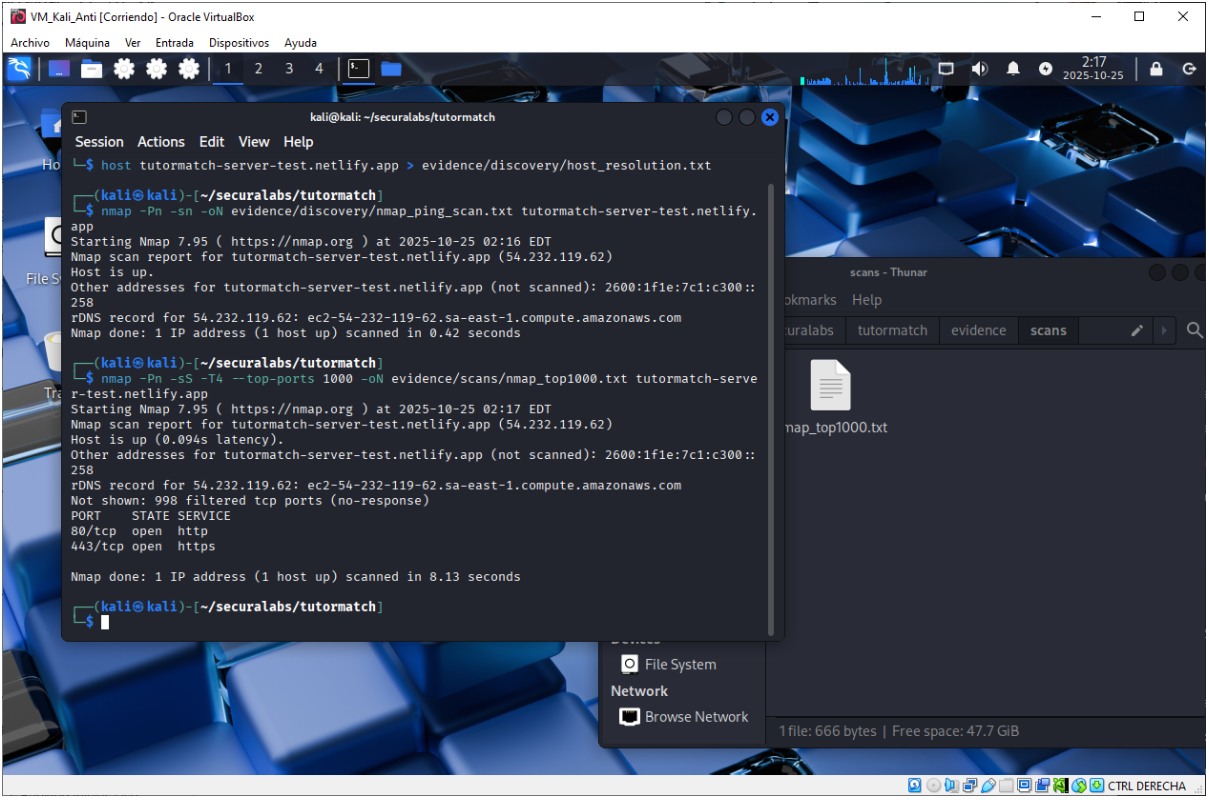 VM_Kali_Anti [Corriendo] - Oracle VirtualBox
Archivo Máquina Ver Entrada Dispositivos Ayuda
1 2 3 4
2:17
2025-10-25
kali@kali: ~/securalabs/tutormatch
Session Actions Edit View Help
└─$ host tutormatch-server-test.netlify.app > evidence/discovery/host_resolution.txt
┌──(kali㉿kali)-[~/securalabs/tutormatch]
└─$ nmap -Pn -sn -oN evidence/discovery/nmap_ping_scan.txt tutormatch-server-test.netlify.
app
Starting Nmap 7.95 ( https://nmap.org ) at 2025-10-25 02:16 EDT
Nmap scan report for tutormatch-server-test.netlify.app (54.232.119.62)
Host is up.
Other addresses for tutormatch-server-test.netlify.app (not scanned): 2600:1f1e:7c1:c300::
258
rDNS record for 54.232.119.62: ec2-54-232-119-62.sa-east-1.compute.amazonaws.com
Nmap done: 1 IP address (1 host up) scanned in 0.42 seconds
┌──(kali㉿kali)-[~/securalabs/tutormatch]
└─$ nmap -Pn -sS -T4 --top-ports 1000 -oN evidence/scans/nmap_top1000.txt tutormatch-serve
r-test.netlify.app
Starting Nmap 7.95 ( https://nmap.org ) at 2025-10-25 02:17 EDT
Nmap scan report for tutormatch-server-test.netlify.app (54.232.119.62)
Host is up (0.094s latency).
Other addresses for tutormatch-server-test.netlify.app (not scanned): 2600:1f1e:7c1:c300::
258
rDNS record for 54.232.119.62: ec2-54-232-119-62.sa-east-1.compute.amazonaws.com
Not shown: 998 filtered tcp ports (no-response)
PORT STATE SERVICE
80/tcp open http
443/tcp open https
Nmap done: 1 IP address (1 host up) scanned in 8.13 seconds
┌──(kali㉿kali)-[~/securalabs/tutormatch]
└─$
Ho
File S
Tra
scans - Thunar
okmarks Help
uralabs tutormatch evidence scans
map_top1000.txt
Devices
File System
Network
Browse Network
1 file: 666 bytes | Free space: 47.7 GiB
CTRL DERECHA